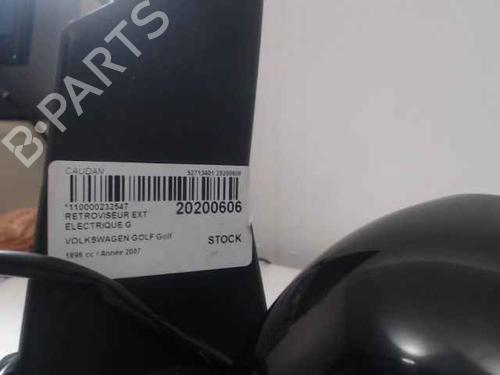 B-PARTS
CAUDAN 52713401 20200606
*110000232547 20200606
RETROVISEUR EXT
ELECTRIQUE G
VOLKSWAGEN GOLF Golf STOCK
1896 cc / Année 2007